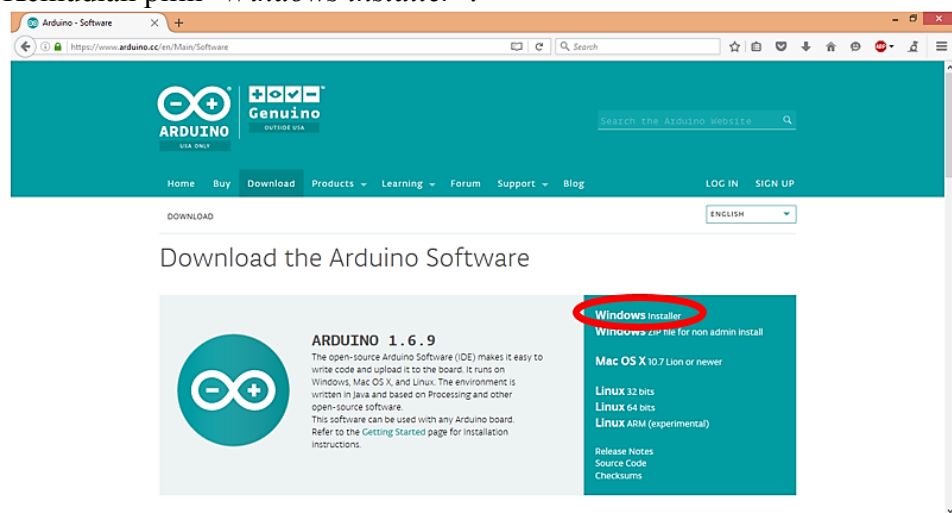 Kemudian pilih "Windows Installer".
Arduino - Software
https://www.arduino.cc/en/Main/Software
Search
ABP
ARDUINO
USA ONLY
Genuino
OUTSIDE USA
Search the Arduino Website
Home Buy Download Products Learning Forum Support Blog
LOG IN SIGN UP
DOWNLOAD
ENGLISH
Download the Arduino Software
ARDUINO 1.6.9
The open-source Arduino Software (IDE) makes it easy to
write code and upload it to the board. It runs on
Windows, Mac OS X, and Linux. The environment is
written in Java and based on Processing and other
open-source software.
This software can be used with any Arduino board.
Refer to the Getting Started page for Installation
instructions.
Windows Installer
Windows ZIP file for non admin install
Mac OS X 10.7 Lion or newer
Linux 32 bits
Linux 64 bits
Linux ARM (experimental)
Release Notes
Source Code
Checksums